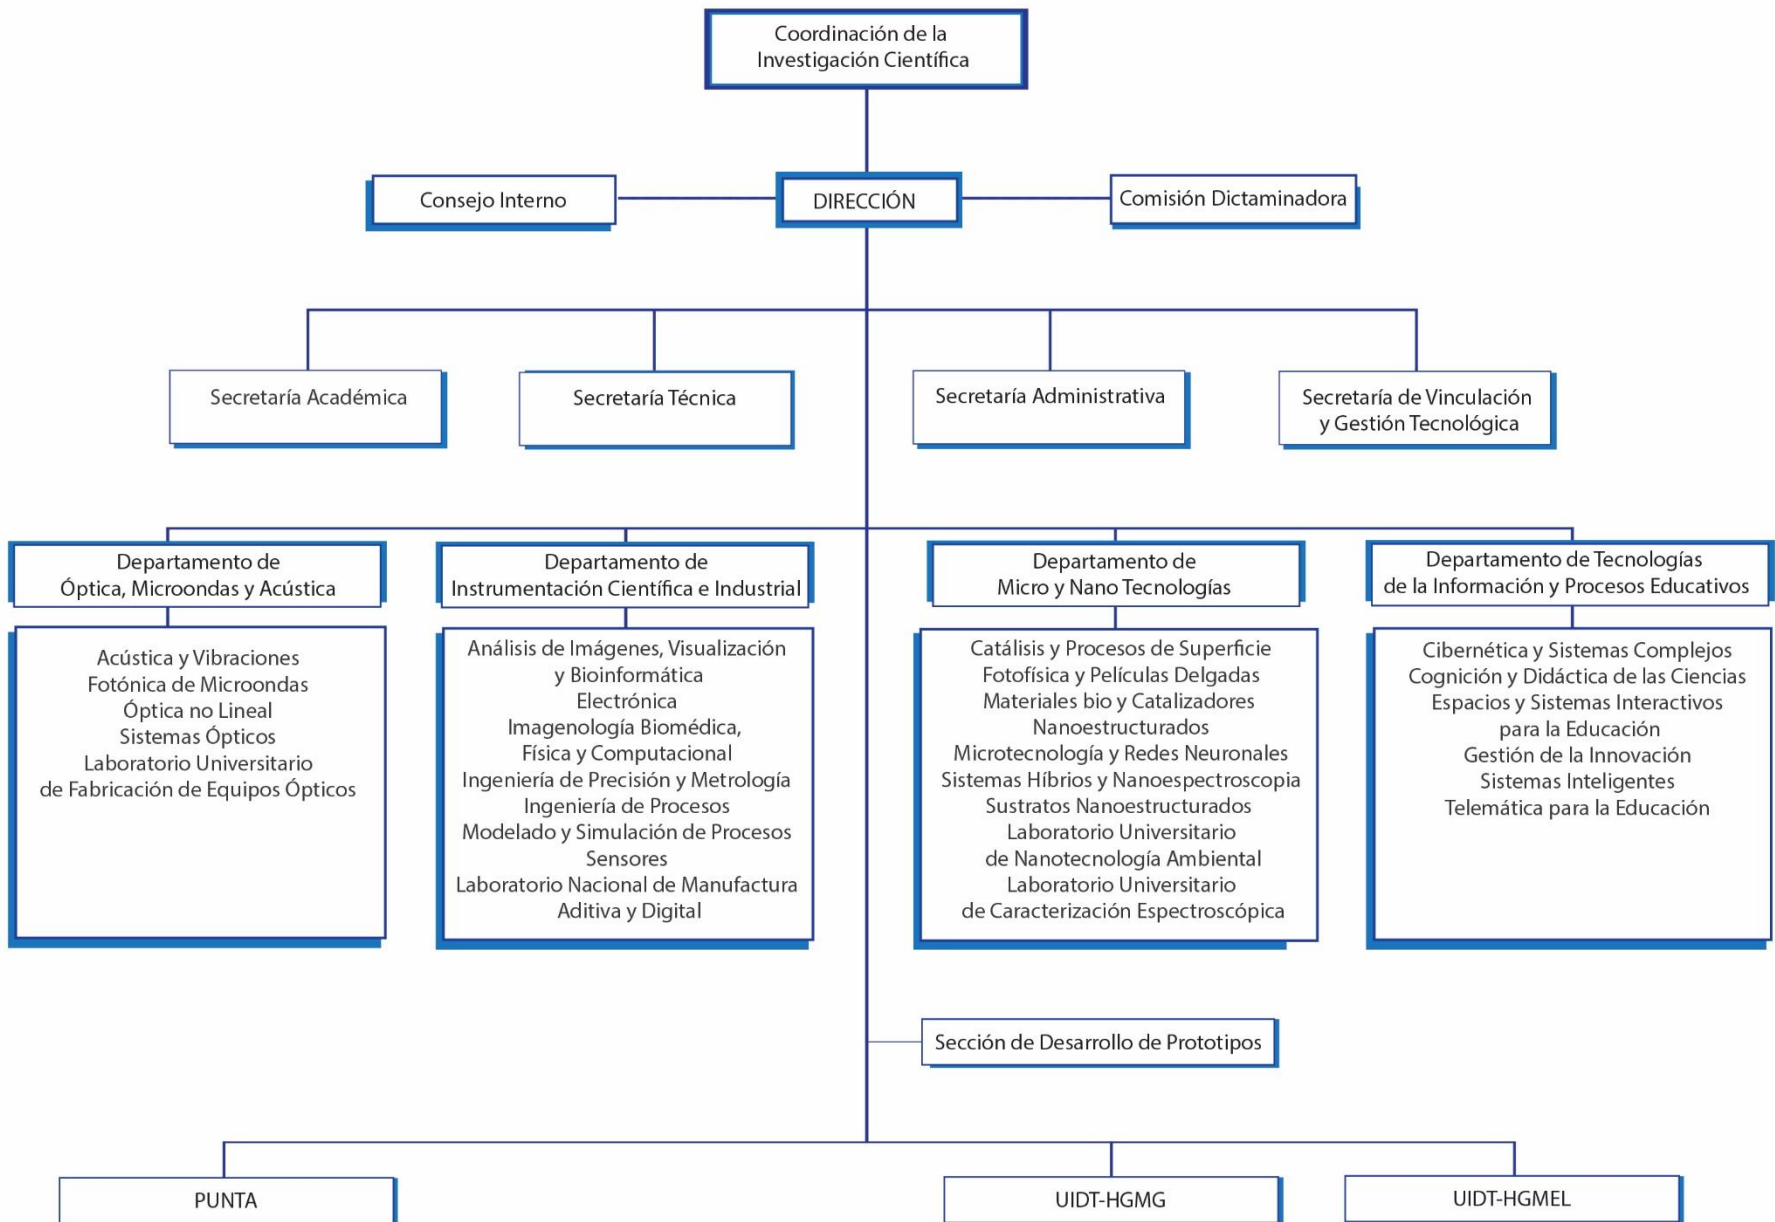 Coordinación de la
Investigación Científica
Consejo Interno
DIRECCIÓN
Comisión Dictaminadora
Secretaría Académica
Secretaría Técnica
Secretaría Administrativa
Secretaría de Vinculación
y Gestión Tecnológica
Departamento de
Óptica, Microondas y Acústica
Acústica y Vibraciones
Fotónica de Microondas
Óptica no Lineal
Sistemas Ópticos
Laboratorio Universitario
de Fabricación de Equipos Ópticos
Departamento de
Instrumentación Científica e Industrial
Análisis de Imágenes, Visualización
y Bioinformática
Electrónica
Imagenología Biomédica,
Física y Computacional
Ingeniería de Precisión y Metrología
Ingeniería de Procesos
Modelado y Simulación de Procesos
Sensores
Laboratorio Nacional de Manufactura
Aditiva y Digital
Departamento de
Micro y Nano Tecnologías
Catálisis y Procesos de Superficie
Fotofísica y Películas Delgadas
Materiales bio y Catalizadores
Nanoestructurados
Microtecnología y Redes Neuronales
Sistemas Híbrios y Nanoespectroscopia
Sustratos Nanoestructurados
Laboratorio Universitario
de Nanotecnología Ambiental
Laboratorio Universitario
de Caracterización Espectroscópica
Departamento de Tecnologías
de la Información y Procesos Educativos
Cibernética y Sistemas Complejos
Cognición y Didáctica de las Ciencias
Espacios y Sistemas Interactivos
para la Educación
Gestión de la Innovación
Sistemas Inteligentes
Telemática para la Educación
Sección de Desarrollo de Prototipos
PUNTA
UIDT-HGMG
UIDT-HGMEL